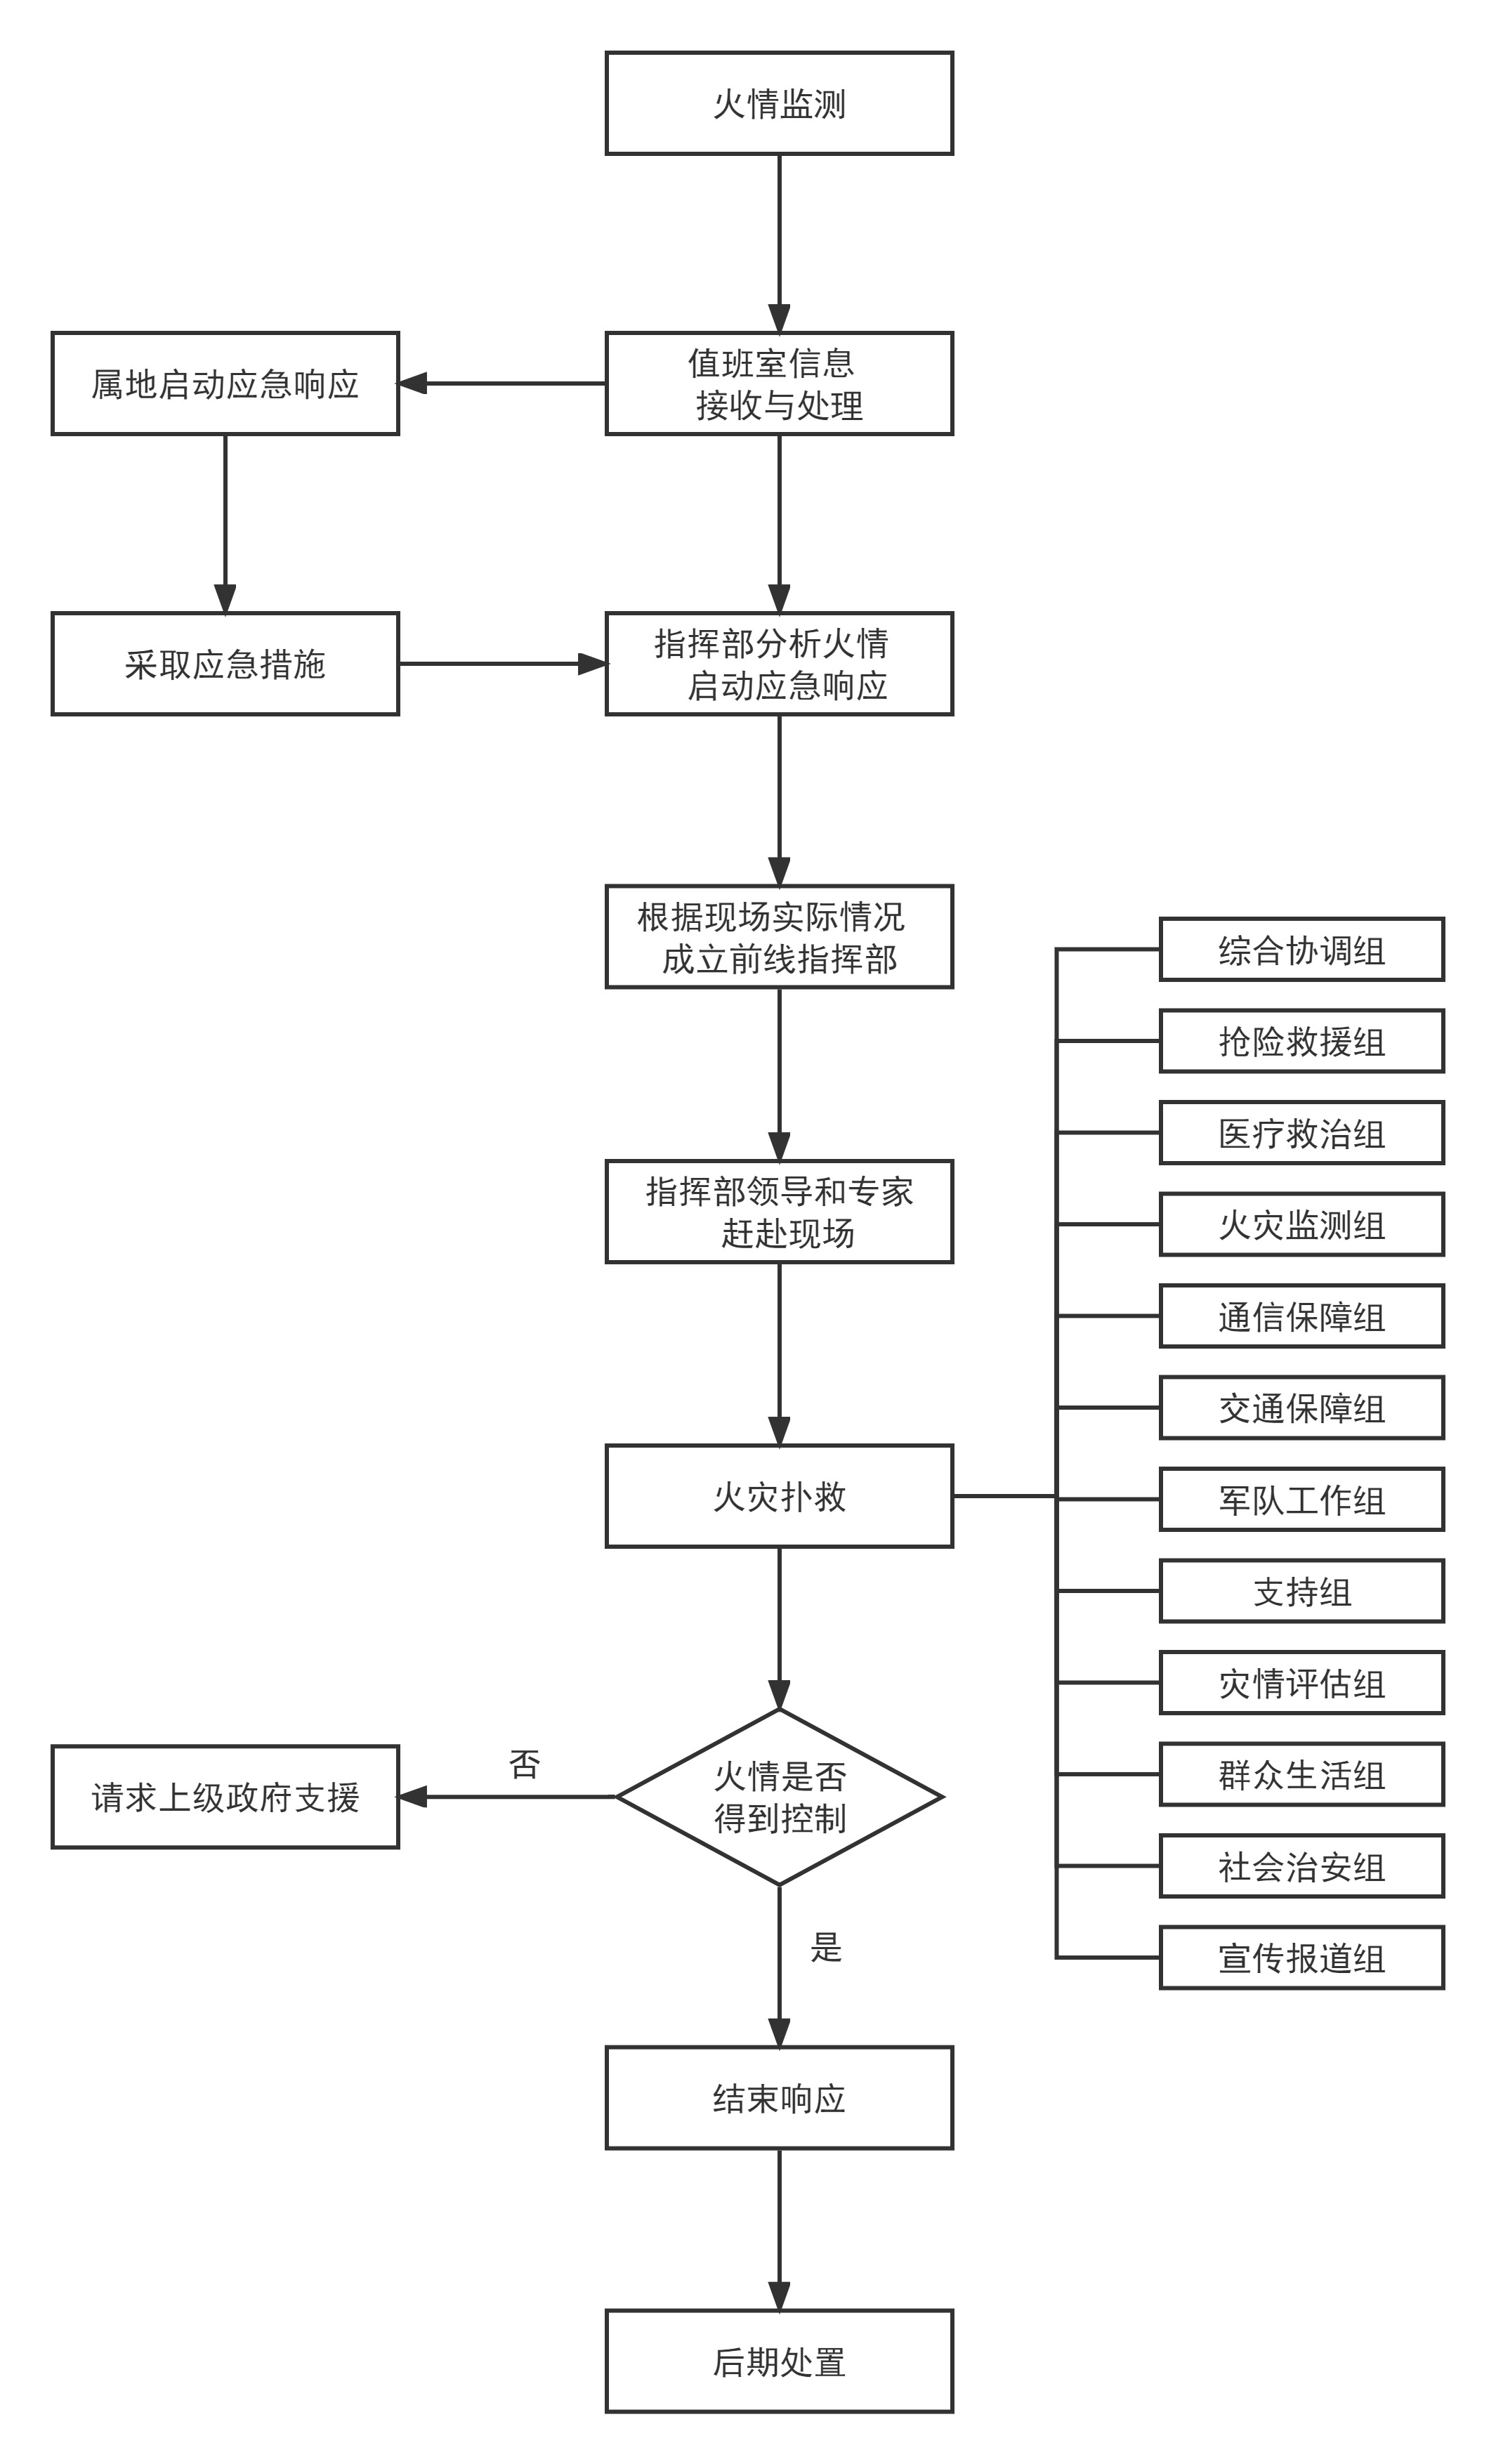 火情监测
属地启动应急响应
值班室信息
接收与处理
采取应急措施
指挥部分析火情
启动应急响应
根据现场实际情况
成立前线指挥部
指挥部领导和专家
赶赴现场
火灾扑救
综合协调组
抢险救援组
医疗救治组
火灾监测组
通信保障组
交通保障组
军队工作组
支持组
灾情评估组
群众生活组
社会治安组
宣传报道组
火情是否
得到控制
否
请求上级政府支援
是
结束响应
后期处置